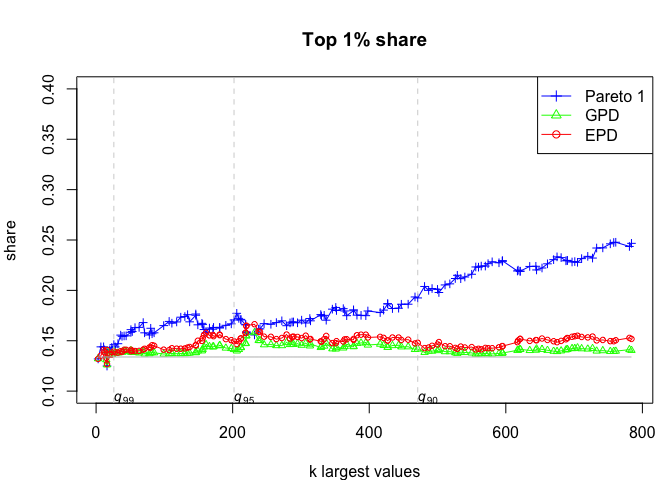 Top 1% share
share
0.40
0.35
0.30
0.25
0.20
0.15
0.10
Pareto 1
GPD
EPD
q99 q95 q90
0 200 400 600 800
k largest values